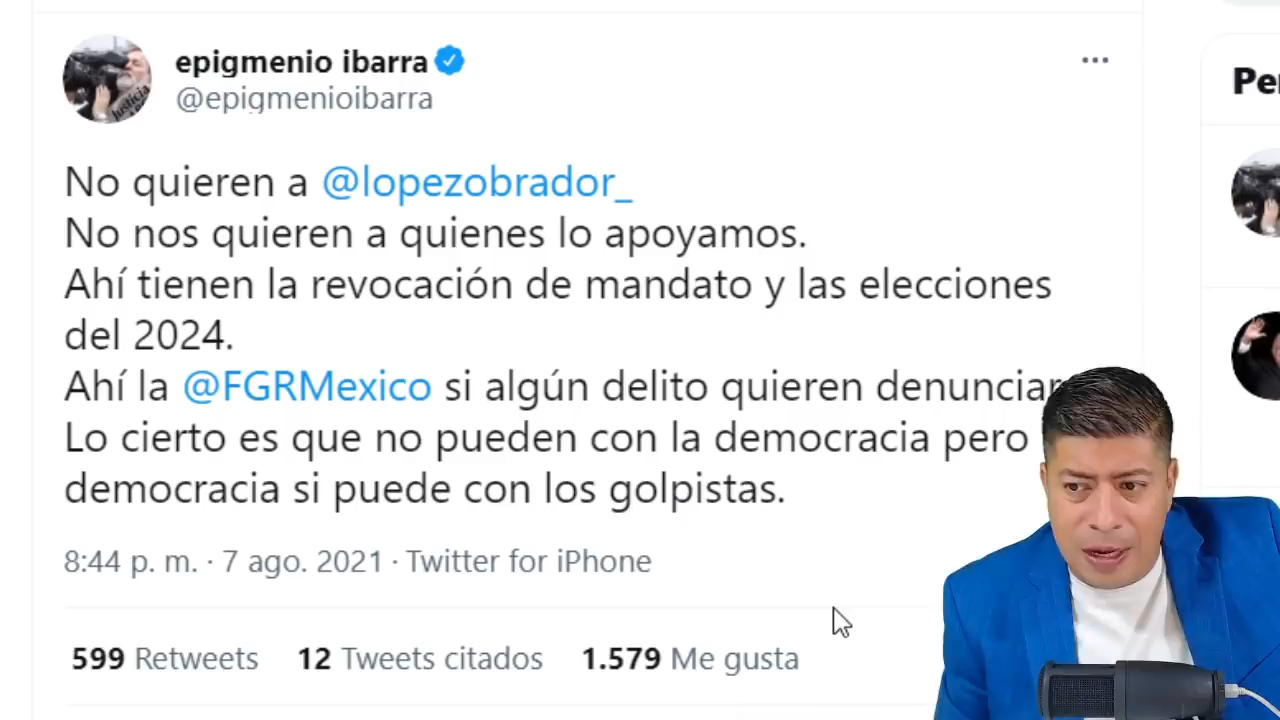 epigmenio ibarra
@epigmenioibarra
No quieren a @lopezobrador_
No nos quieren a quienes lo apoyamos.
Ahí tienen la revocación de mandato y las elecciones
del 2024.
Ahí la @FGRMexico si algún delito quieren denunciar
Lo cierto es que no pueden con la democracia pero
democracia si puede con los golpistas.
8:44 p. m. · 7 ago. 2021 · Twitter for iPhone
599 Retweets 12 Tweets citados 1.579 Me gusta